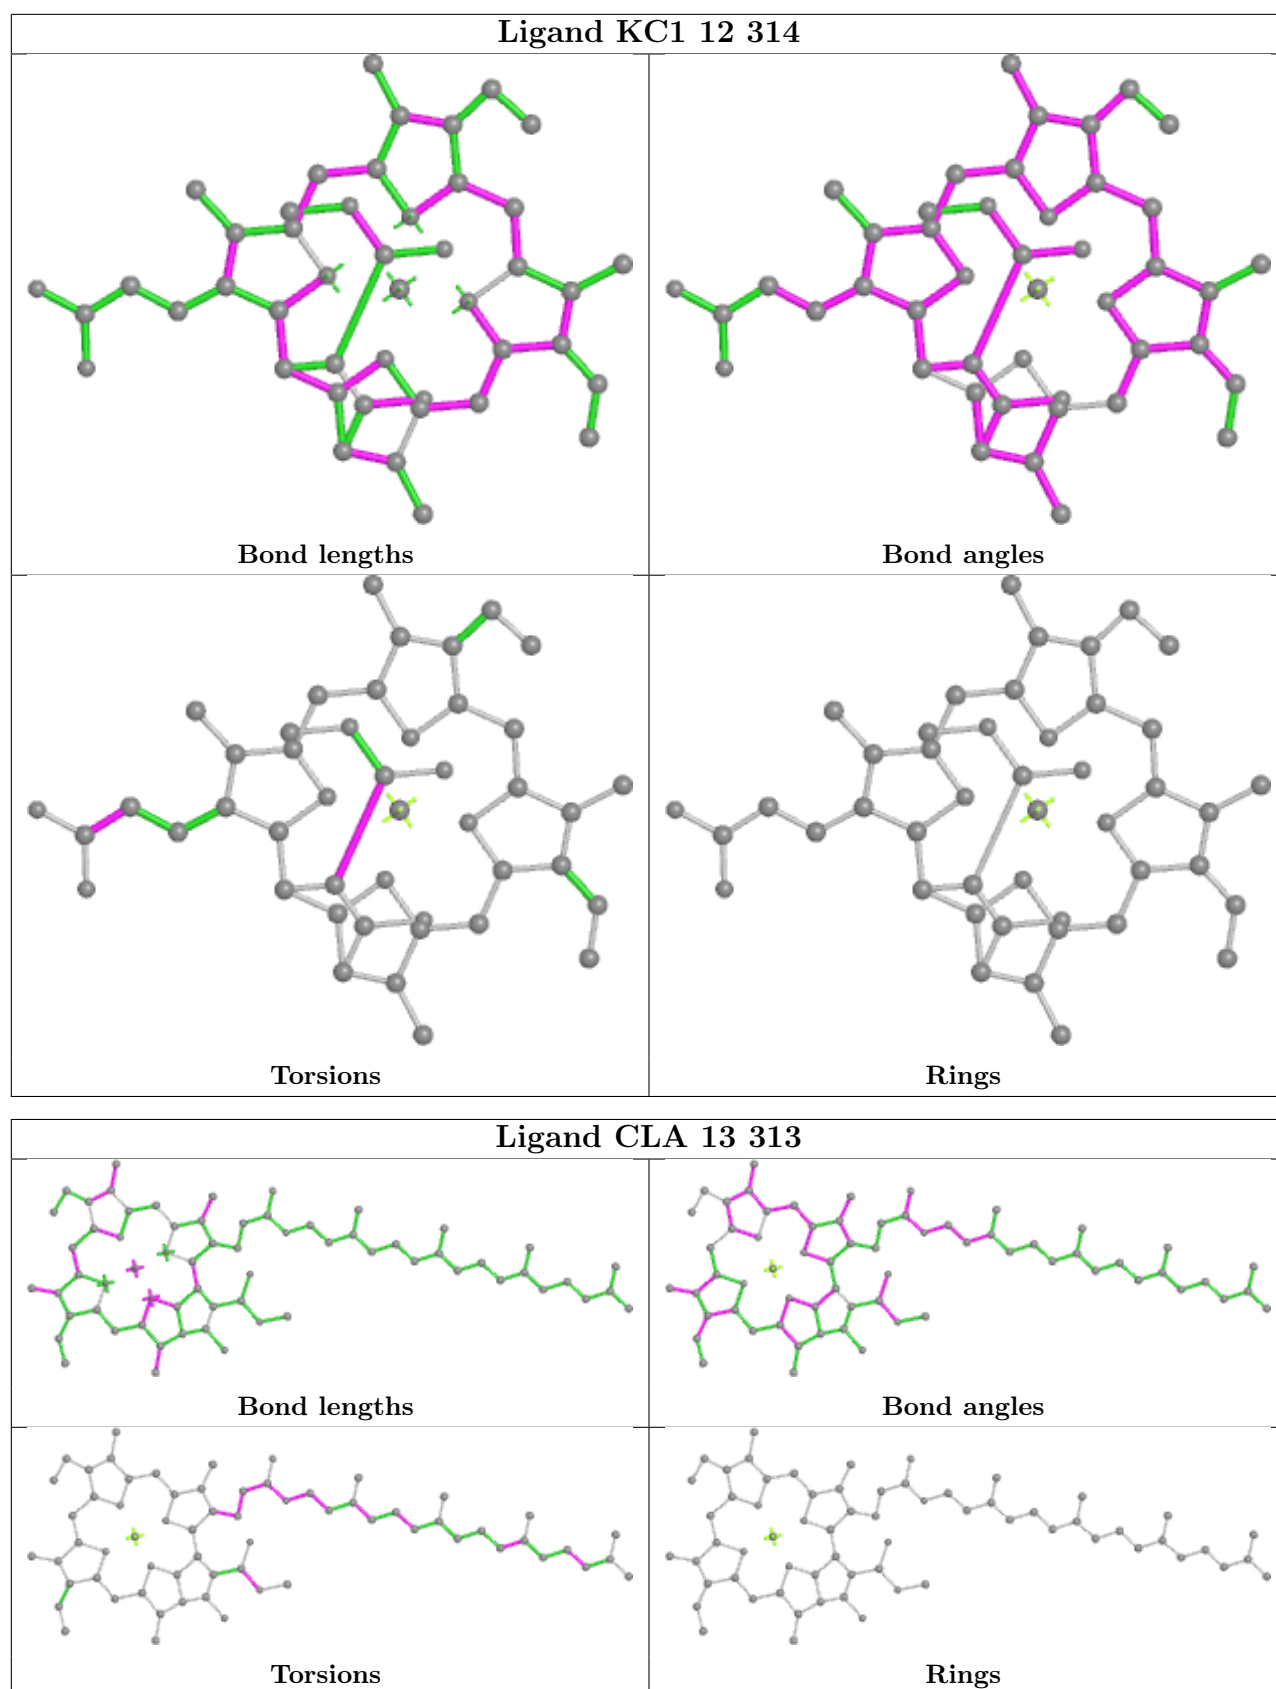 Ligand KC1 12 314
Bond lengths
Bond angles
Torsions
Rings
Ligand CLA 13 313
Bond lengths
Bond angles
Torsions
Rings